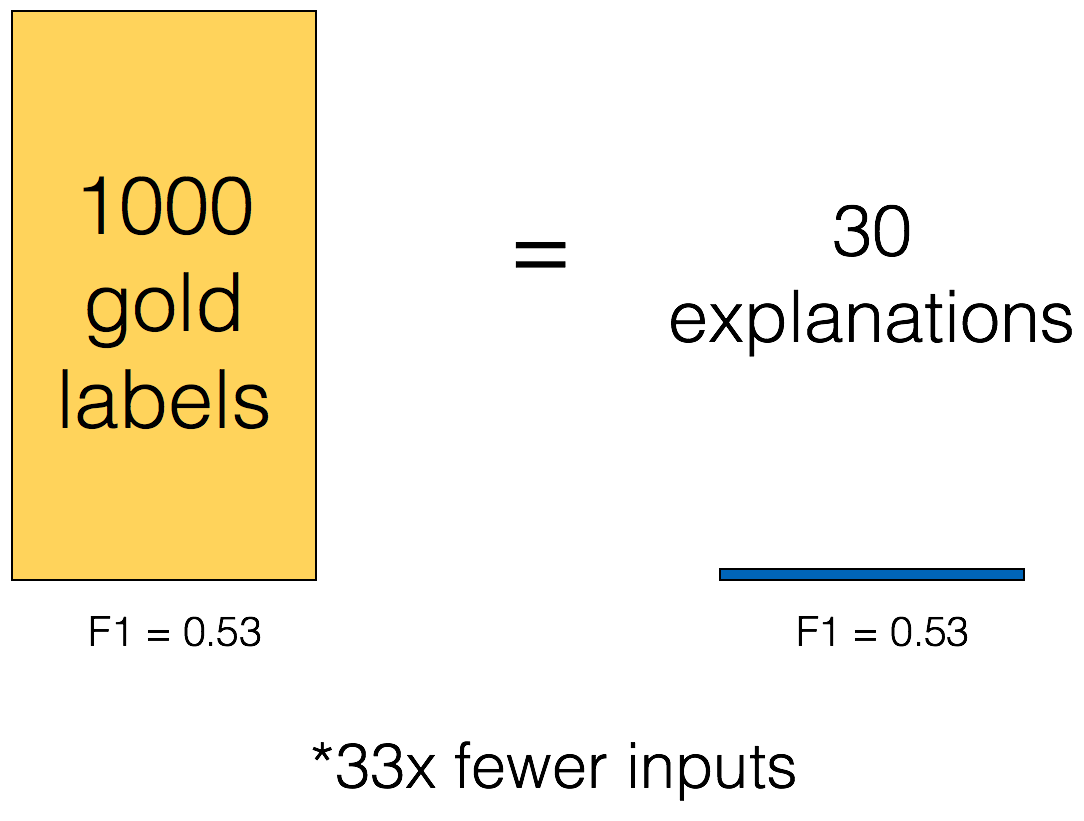 1000
gold
labels
=
30
explanations
F1 = 0.53
F1 = 0.53
*33x fewer inputs